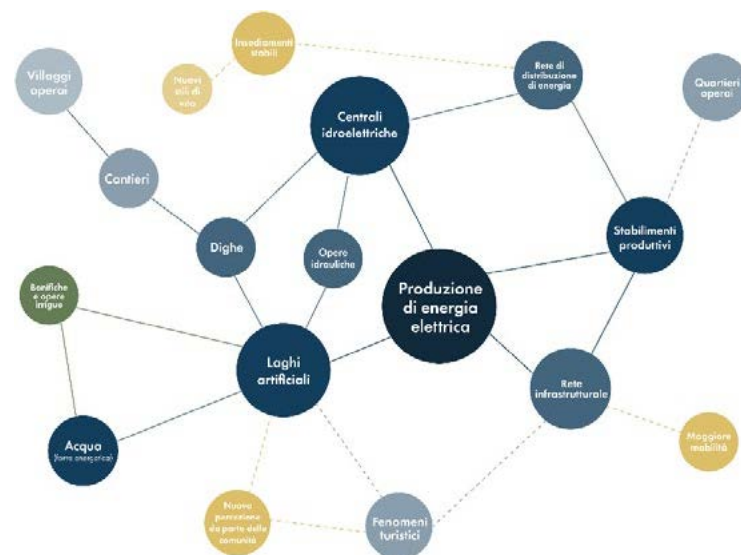 Insediamenti
stabili
Villaggi
operai
Nuovi
stili di
vita
Rete di
distribuzione
di energia
Quartieri
operai
Centrali
idroelettriche
Cantieri
Dighe
Opere
idrauliche
Stabilimenti
produttivi
Bonifiche
e opere
irrigue
Produzione
di energia
elettrica
Laghi
artificiali
Rete
infrastrutturale
Acqua
(forza energetica)
Maggiore
mobilità
Nuova
percezione
da parte della
comunità
Fenomeni
turistici